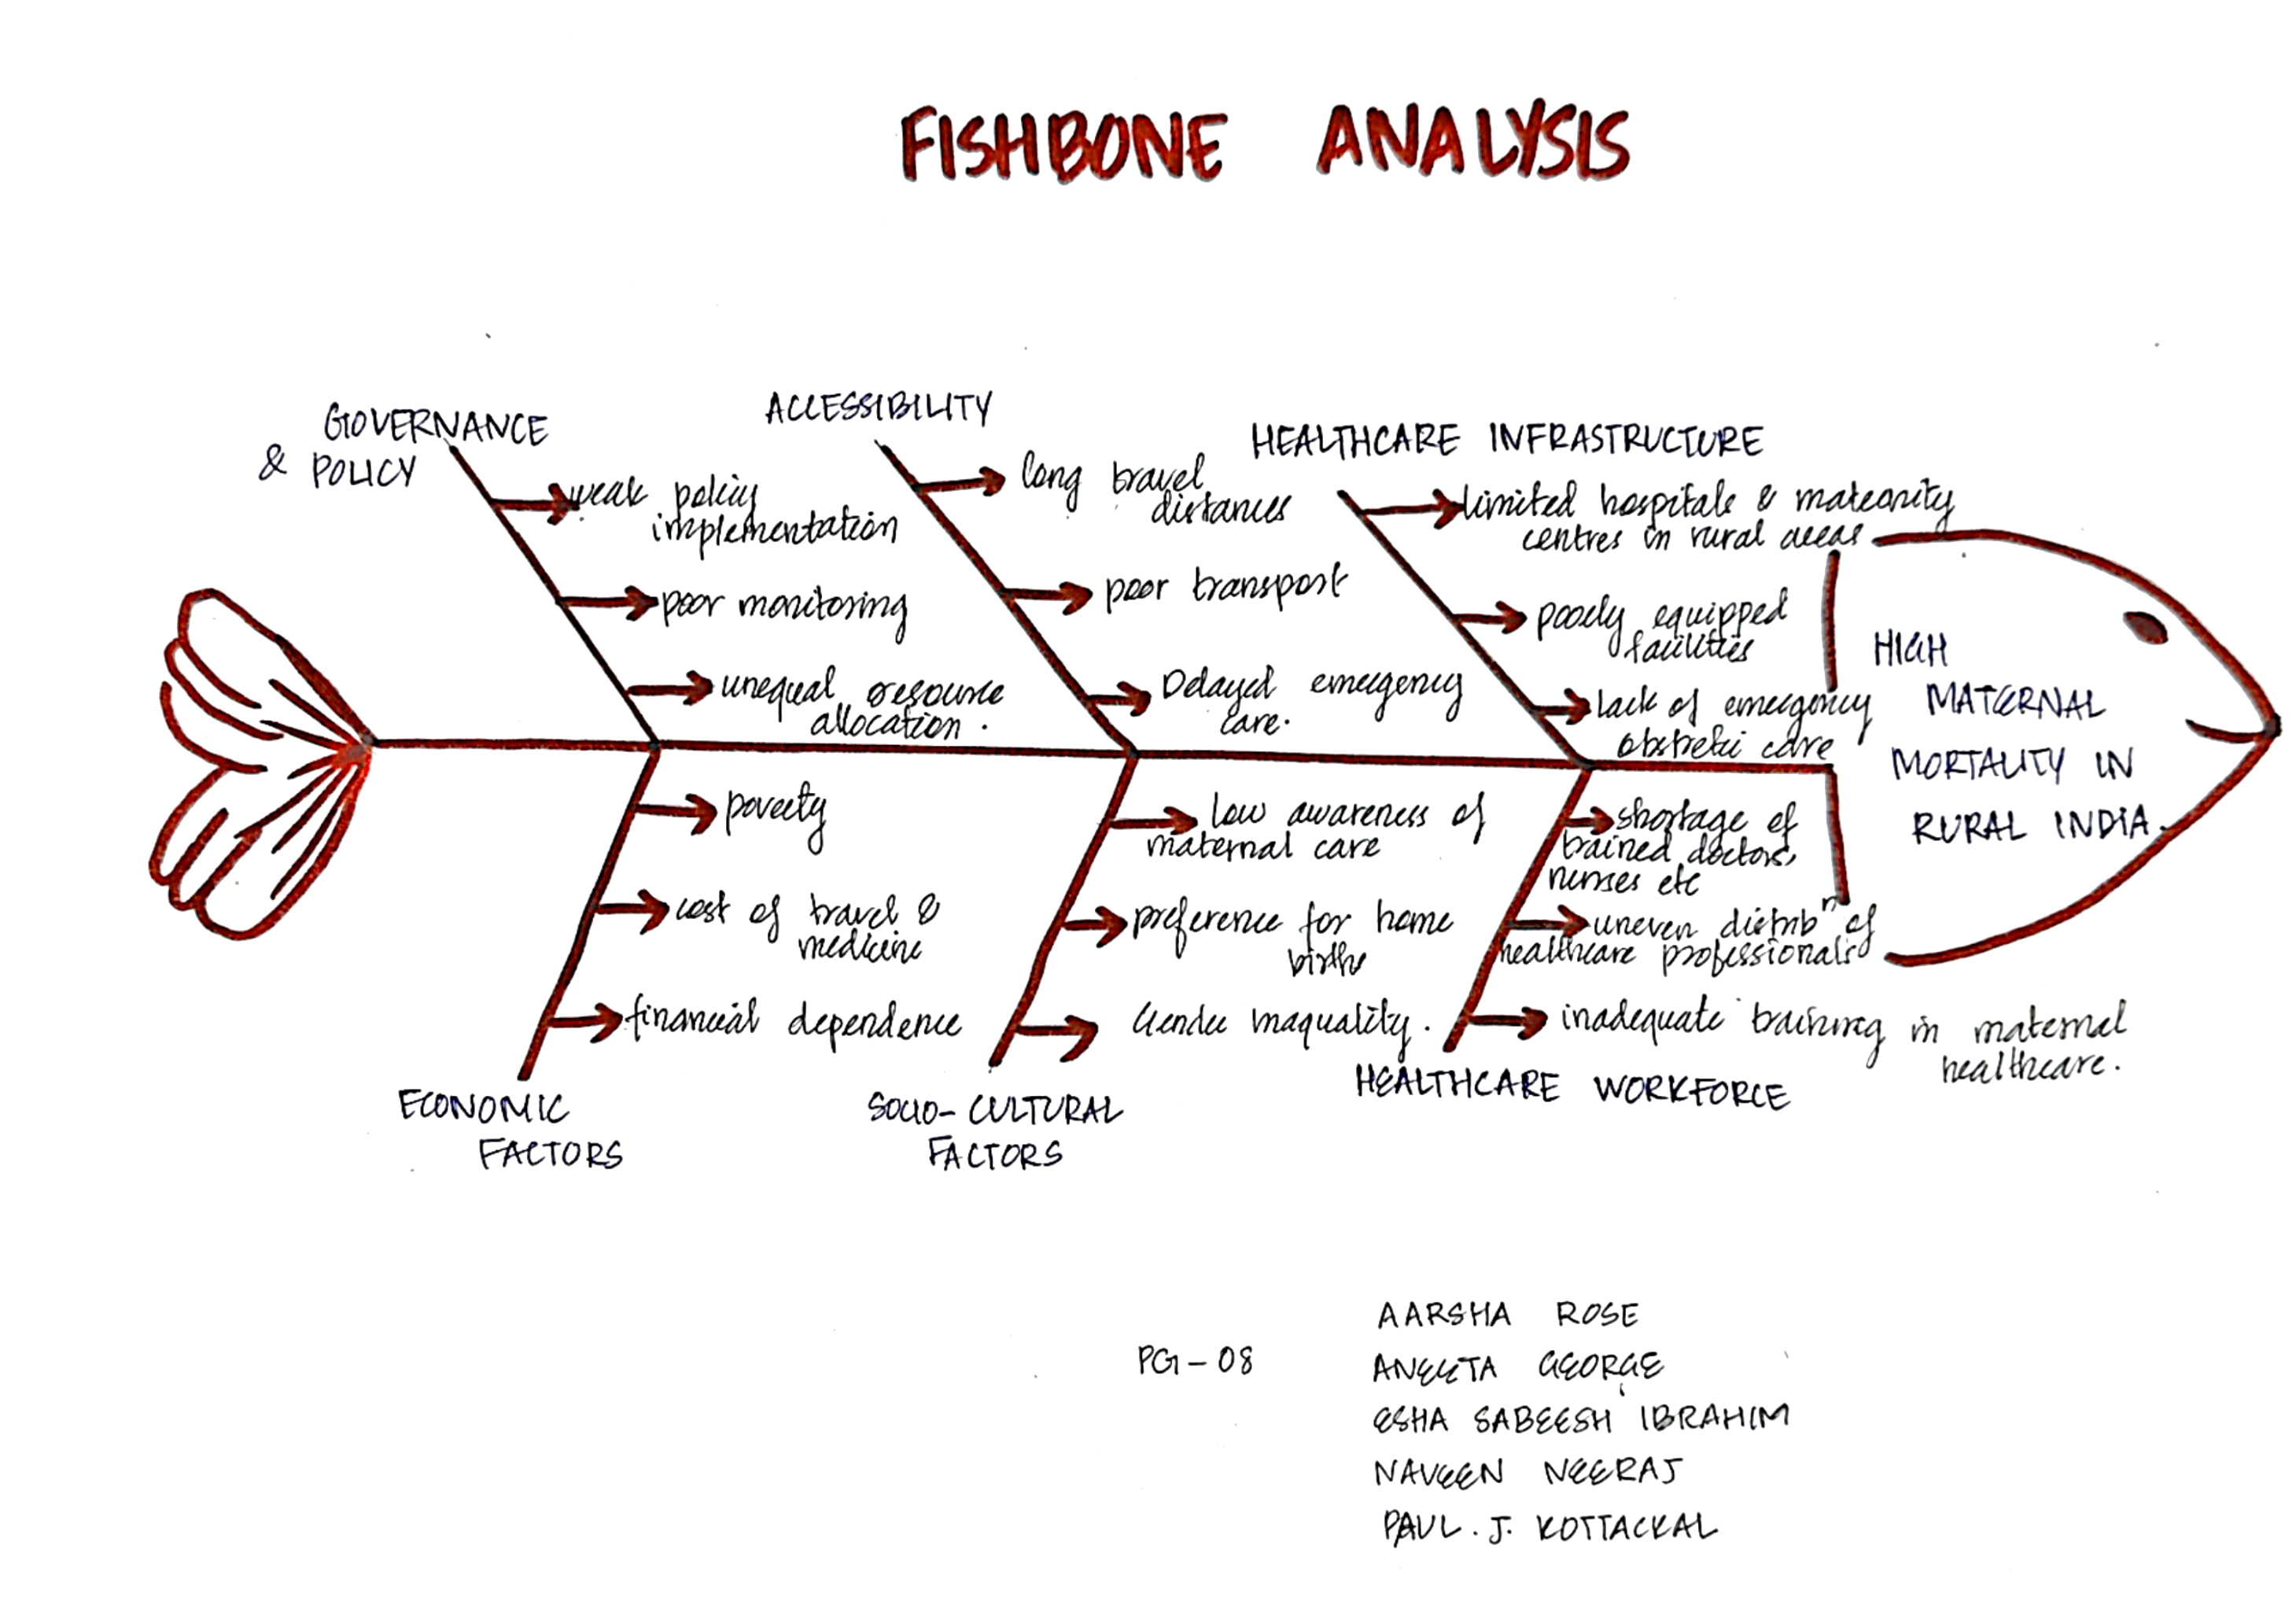 FISHBONE ANALYSIS
GOVERNANCE
& POLICY
weak policy
implementation
poor monitoring
unequal resource
allocation.
ACCESSIBILITY
long travel
distances
poor transport
Delayed emergency
care.
HEALTHCARE INFRASTRUCTURE
limited hospitals & maternity
centres in rural areas
poorly equipped
facilities
lack of emergency
obstretic care
HIGH
MATERNAL
MORTALITY IN
RURAL INDIA.
poverty
cost of travel &
medicine
financial dependence
ECONOMIC
FACTORS
low awareness of
maternal care
preference for home
births
Gender inequality.
SOCIO-CULTURAL
FACTORS
shortage of
trained doctors,
nurses etc
uneven distribⁿ of
healthcare professionals
inadequate training in maternal
healthcare.
HEALTHCARE WORKFORCE
PG-08
AARSHA ROSE
ANEETA GEORGE
ESHA SABEESH IBRAHIM
NAVEEN NEERAJ
PAUL. J. KOTTACKAL